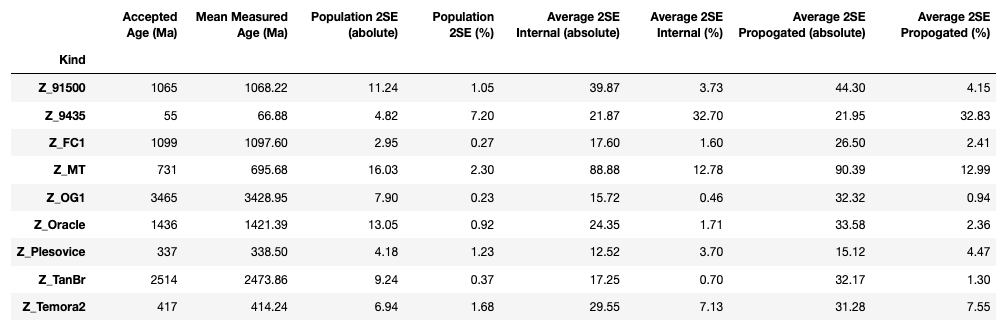 Accepted Age (Ma) Mean Measured Age (Ma) Population 2SE (abolute) Population 2SE (%) Average 2SE Internal (absolute) Average 2SE Internal (%) Average 2SE Propogated (absolute) Average 2SE Propogated (%)
Kind
Z_91500 1065 1068.22 11.24 1.05 39.87 3.73 44.30 4.15
Z_9435 55 66.88 4.82 7.20 21.87 32.70 21.95 32.83
Z_FC1 1099 1097.60 2.95 0.27 17.60 1.60 26.50 2.41
Z_MT 731 695.68 16.03 2.30 88.88 12.78 90.39 12.99
Z_OG1 3465 3428.95 7.90 0.23 15.72 0.46 32.32 0.94
Z_Oracle 1436 1421.39 13.05 0.92 24.35 1.71 33.58 2.36
Z_Plesovice 337 338.50 4.18 1.23 12.52 3.70 15.12 4.47
Z_TanBr 2514 2473.86 9.24 0.37 17.25 0.70 32.17 1.30
Z_Temora2 417 414.24 6.94 1.68 29.55 7.13 31.28 7.55